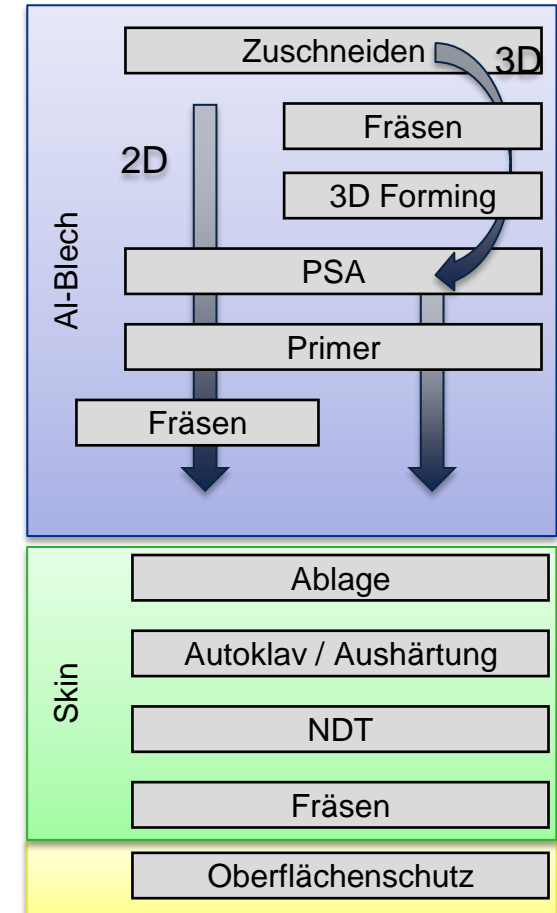 Zuschneiden
3D
Fräsen
2D
3D Forming
Al-Blech
PSA
Primer
Fräsen
Ablage
Autoklav / Aushärtung
Skin
NDT
Fräsen
Oberflächenschutz